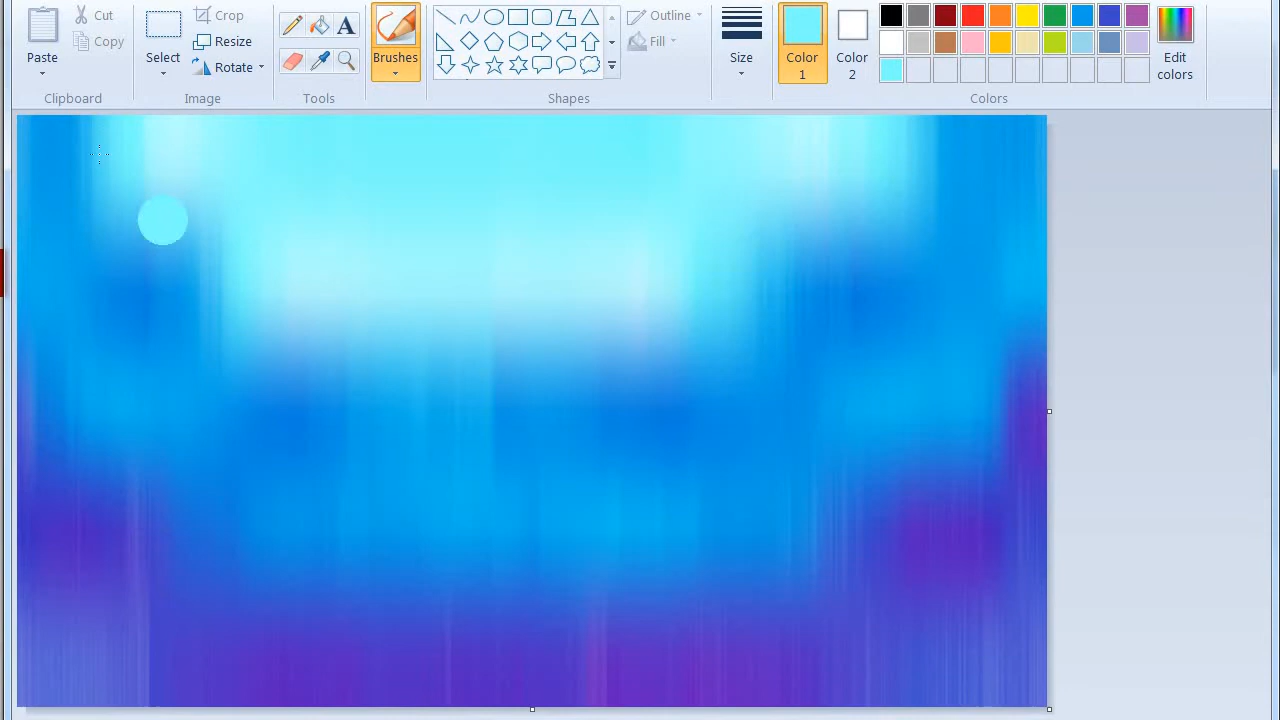 Cut
Copy
Paste
Clipboard
Select
Crop
Resize
Rotate
Image
A
Tools
Brushes
Outline
Fill
Shapes
Size
Color
1
Color
2
Edit
colors
Colors